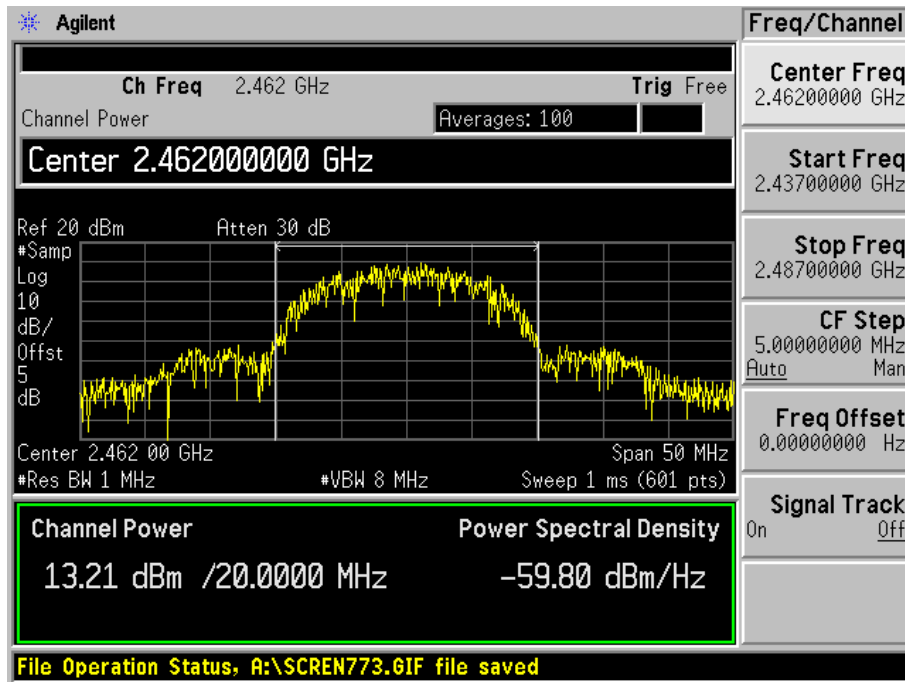 Agilent
Freq/Channel
Ch Freq 2.462 GHz Trig Free
Channel Power Averages: 100
Center 2.462000000 GHz
Ref 20 dBm Atten 30 dB
#Samp
Log
10
dB/
Offst
5
dB
Center 2.462 00 GHz Span 50 MHz
#Res BW 1 MHz #VBW 8 MHz Sweep 1 ms (601 pts)
Channel Power Power Spectral Density
13.21 dBm /20.0000 MHz -59.80 dBm/Hz
File Operation Status, A:\SCREN773.GIF file saved
Center Freq
2.46200000 GHz
Start Freq
2.43700000 GHz
Stop Freq
2.48700000 GHz
CF Step
5.00000000 MHz
Auto Man
Freq Offset
0.00000000 Hz
Signal Track
On Off